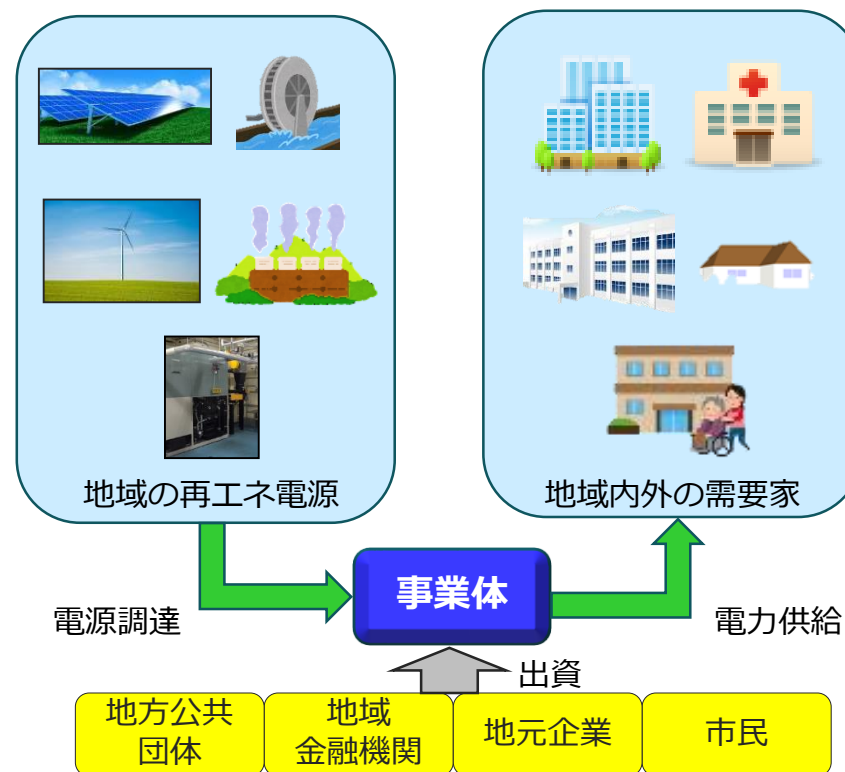 地域の再エネ電源
地域内外の需要家
事業体
電源調達
電力供給
出資
地方公共
団体
地域
金融機関
地元企業
市民